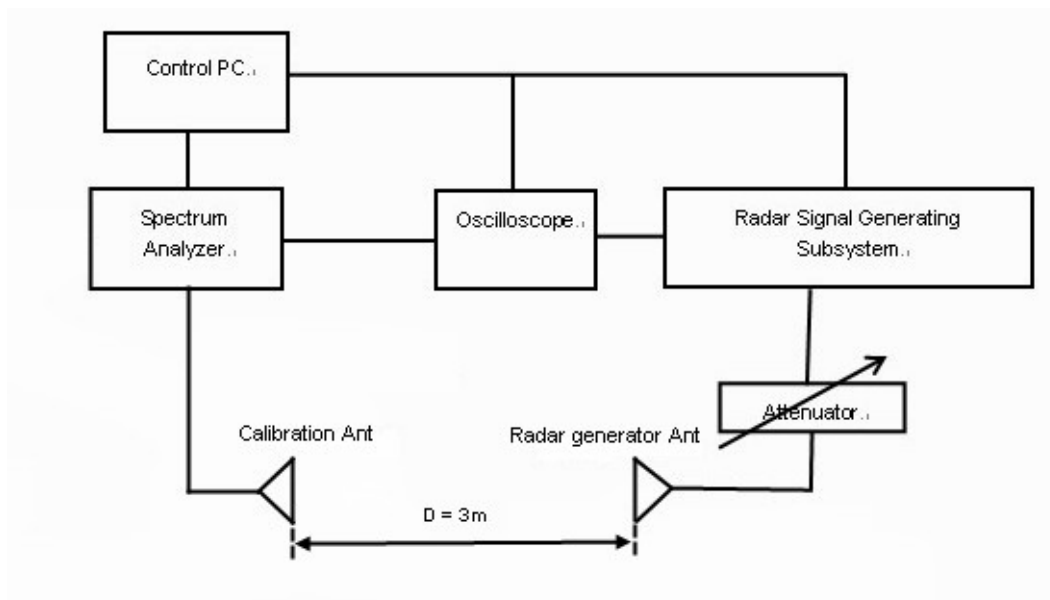 Control PC.
Spectrum
Analyzer.
Oscilloscope.
Radar Signal Generating
Subsystem.
Attenuator.
Calibration Ant
Radar generator Ant
D = 3m